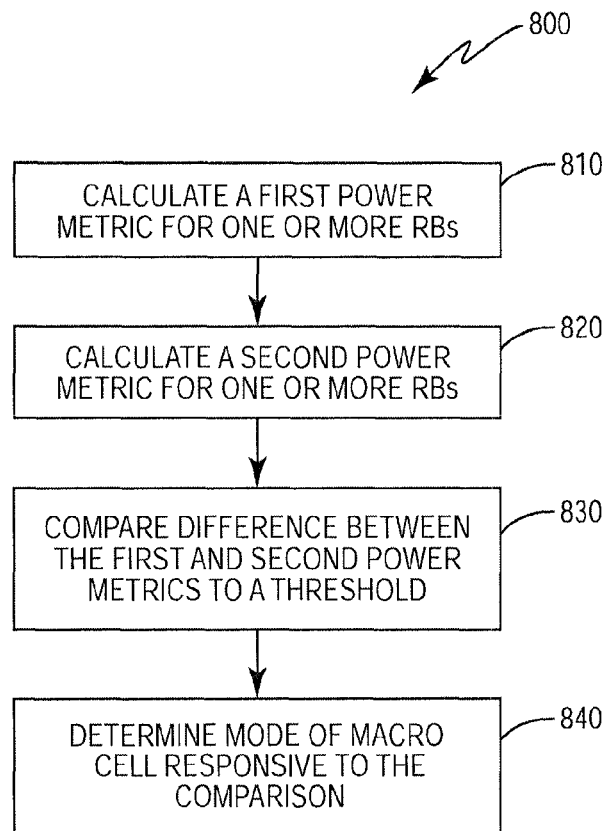 800
810
CALCULATE A FIRST POWER
METRIC FOR ONE OR MORE RBs
820
CALCULATE A SECOND POWER
METRIC FOR ONE OR MORE RBs
830
COMPARE DIFFERENCE BETWEEN
THE FIRST AND SECOND POWER
METRICS TO A THRESHOLD
840
DETERMINE MODE OF MACRO
CELL RESPONSIVE TO THE
COMPARISON